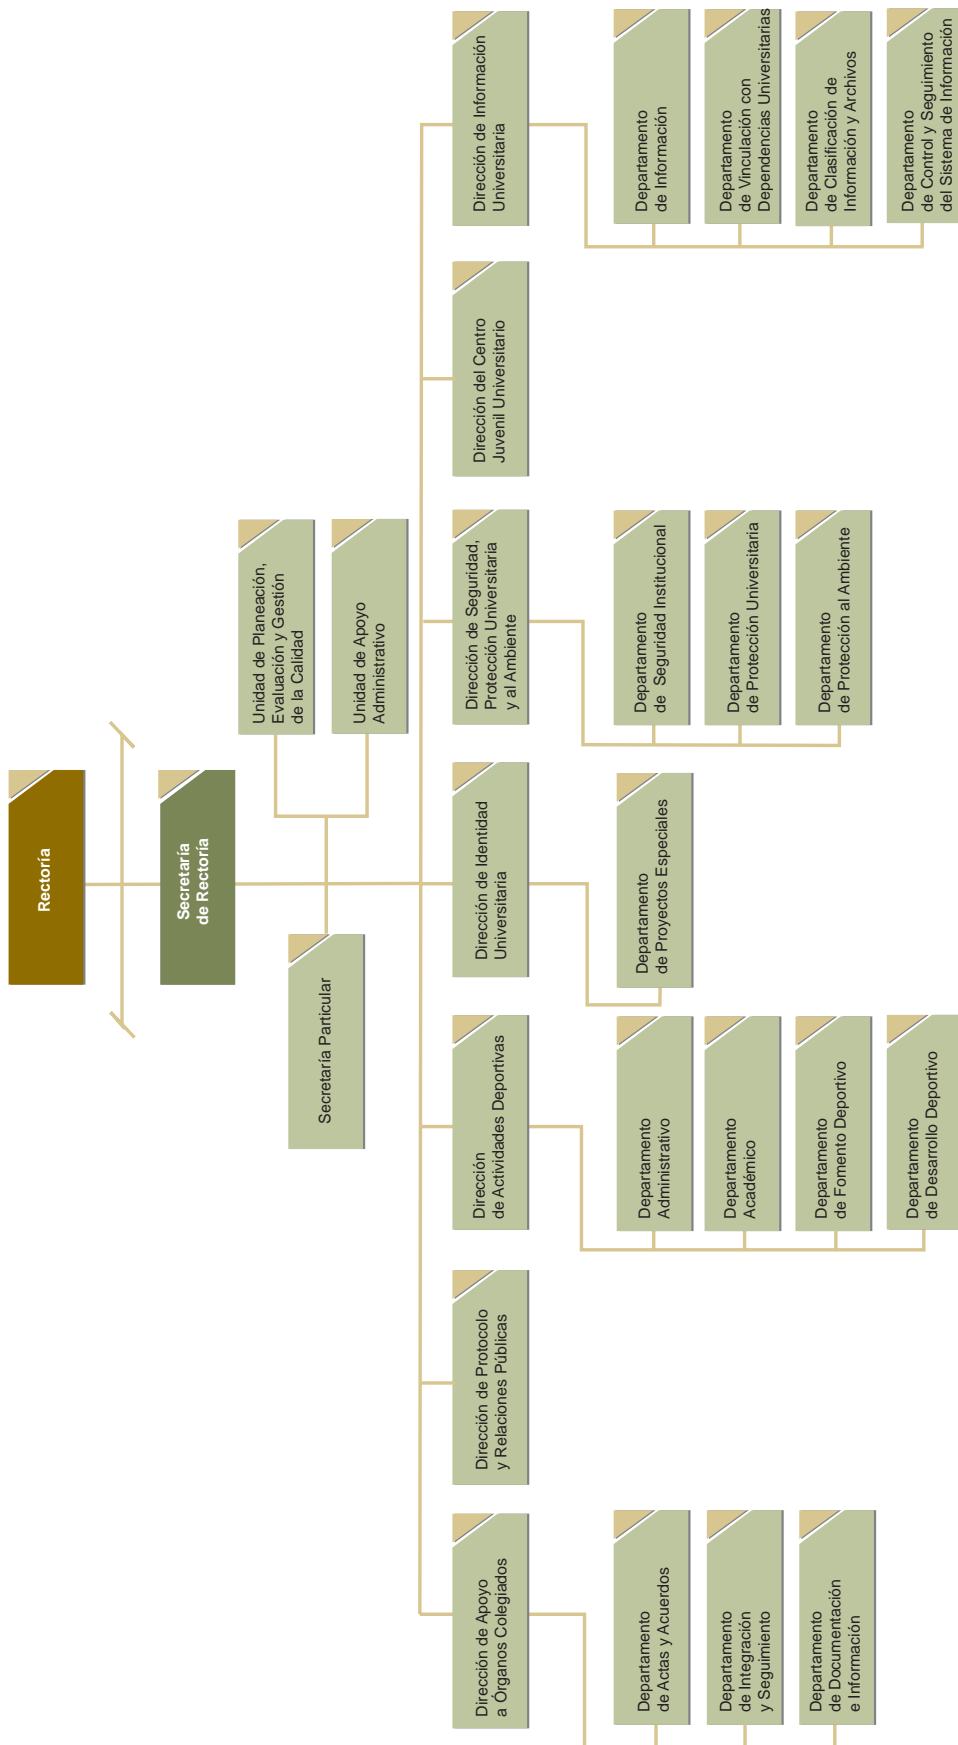 Rectoría
Secretaría
de Rectoría
Secretaría Particular
Unidad de Planeación,
Evaluación y Gestión
de la Calidad
Unidad de Apoyo
Administrativo
Dirección de Apoyo
a Órganos Colegiados
Dirección de Protocolo
y Relaciones Públicas
Dirección
de Actividades Deportivas
Dirección de Identidad
Universitaria
Dirección de Seguridad,
Protección Universitaria
y al Ambiente
Dirección del Centro
Juvenil Universitario
Dirección de Información
Universitaria
Departamento
de Actas y Acuerdos
Departamento
de Integración
y Seguimiento
Departamento
de Documentación
e Información
Departamento
Administrativo
Departamento
Académico
Departamento
de Fomento Deportivo
Departamento
de Desarrollo Deportivo
Departamento
de Proyectos Especiales
Departamento
de Seguridad Institucional
Departamento
de Protección Universitaria
Departamento
de Protección al Ambiente
Departamento
de Información
Departamento
de Vinculación con
Dependencias Universitarias
Departamento
de Clasificación de
Información y Archivos
Departamento
de Control y Seguimiento
del Sistema de Información